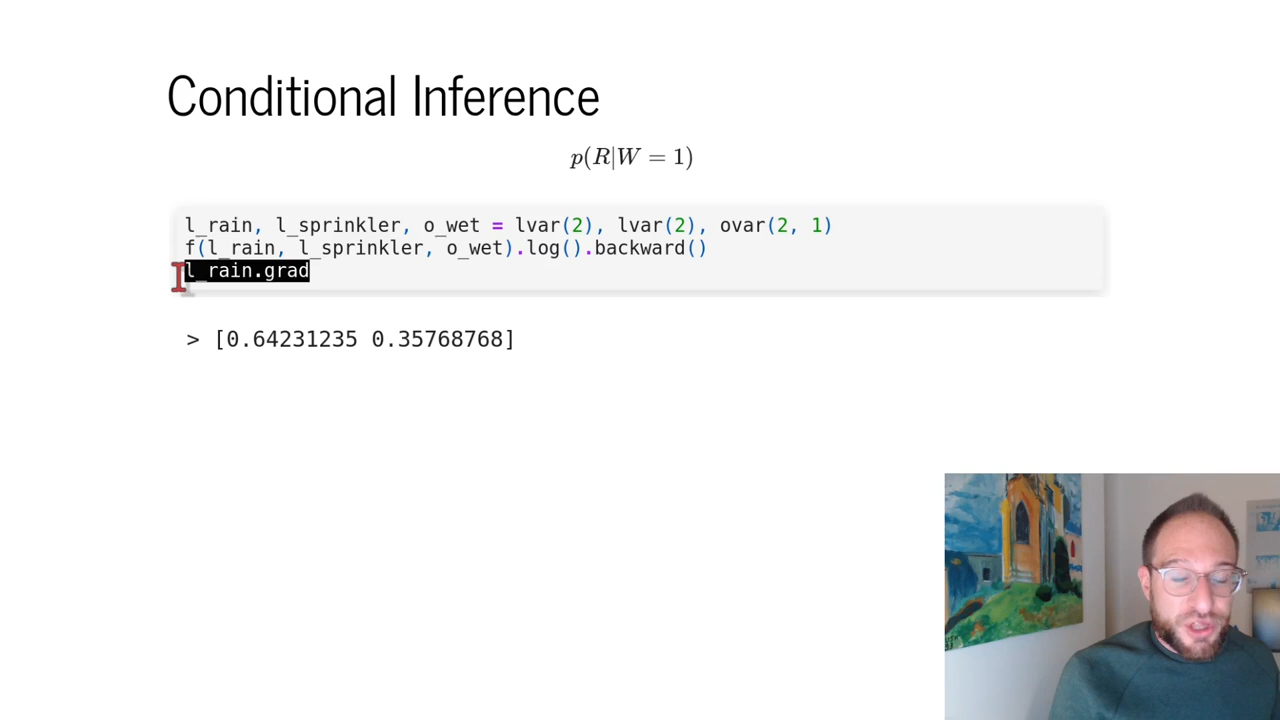 Conditional Inference
p(R|W = 1)
l_rain, l_sprinkler, o_wet = lvar(2), lvar(2), ovar(2, 1)
f(l_rain, l_sprinkler, o_wet).log().backward()
l_rain.grad
> [0.64231235 0.35768768]